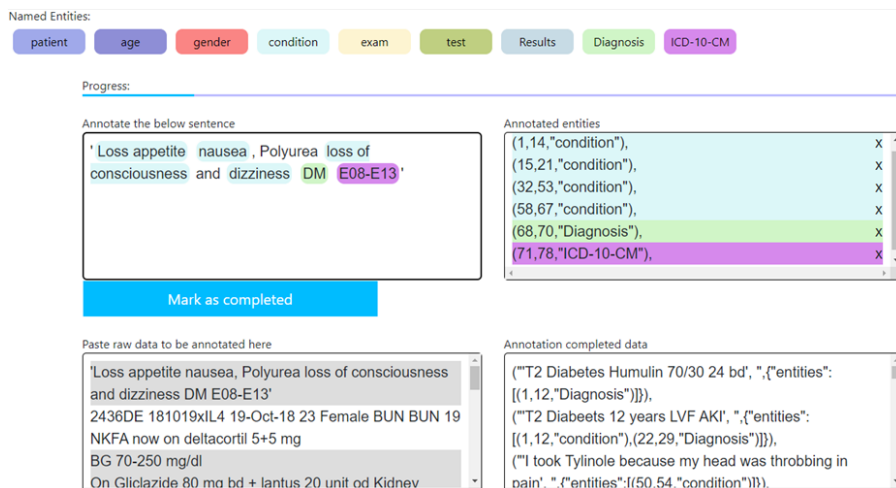 Named Entities:
patient age gender condition exam test Results Diagnosis ICD-10-CM
Progress:
Annotate the below sentence
' Loss appetite nausea , Polyurea loss of
consciousness and dizziness DM E08-E13 '
Mark as completed
Annotated entities
(1,14,"condition"), x
(15,21,"condition"), x
(32,53,"condition"), x
(58,67,"condition"), x
(68,70,"Diagnosis"), x
(71,78,"ICD-10-CM"), x
Paste raw data to be annotated here
'Loss appetite nausea, Polyurea loss of consciousness
and dizziness DM E08-E13'
2436DE 181019xIL4 19-Oct-18 23 Female BUN BUN 19
NKFA now on deltacortil 5+5 mg
BG 70-250 mg/dl
On Gliclazide 80 mg bd + lantus 20 unit od Kidney
Annotation completed data
("'T2 Diabetes Humulin 70/30 24 bd', ",{"entities":
[(1,12,"Diagnosis")]}),
("'T2 Diabeets 12 years LVF AKI', ",{"entities":
[(1,12,"condition"),(22,29,"Diagnosis")]}),
("'I took Tylinole because my head was throbbing in
pain', ",{"entities":[(50,54,"condition")]}),